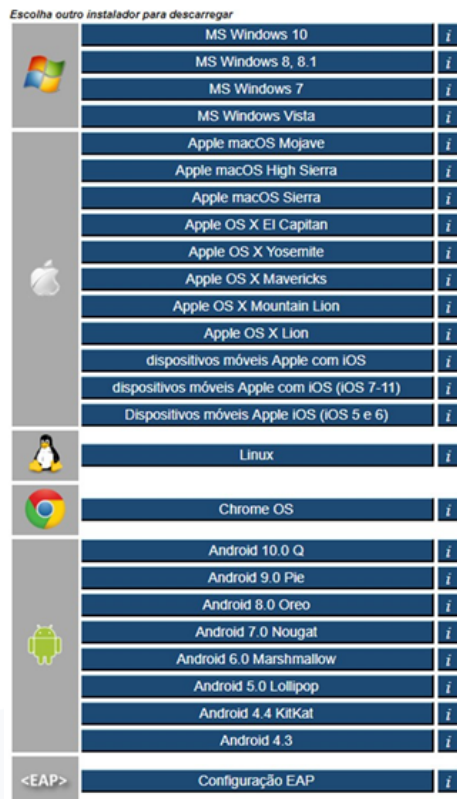 Escolha outro instalador para descarregar
MS Windows 10 i
MS Windows 8, 8.1 i
MS Windows 7 i
MS Windows Vista i
Apple macOS Mojave i
Apple macOS High Sierra i
Apple macOS Sierra i
Apple OS X El Capitan i
Apple OS X Yosemite i
Apple OS X Mavericks i
Apple OS X Mountain Lion i
Apple OS X Lion i
dispositivos móveis Apple com iOS i
dispositivos móveis Apple com iOS (iOS 7-11) i
Dispositivos móveis Apple iOS (iOS 5 e 6) i
Linux i
Chrome OS i
Android 10.0 Q i
Android 9.0 Pie i
Android 8.0 Oreo i
Android 7.0 Nougat i
Android 6.0 Marshmallow i
Android 5.0 Lollipop i
Android 4.4 KitKat i
Android 4.3 i
<EAP> Configuração EAP i